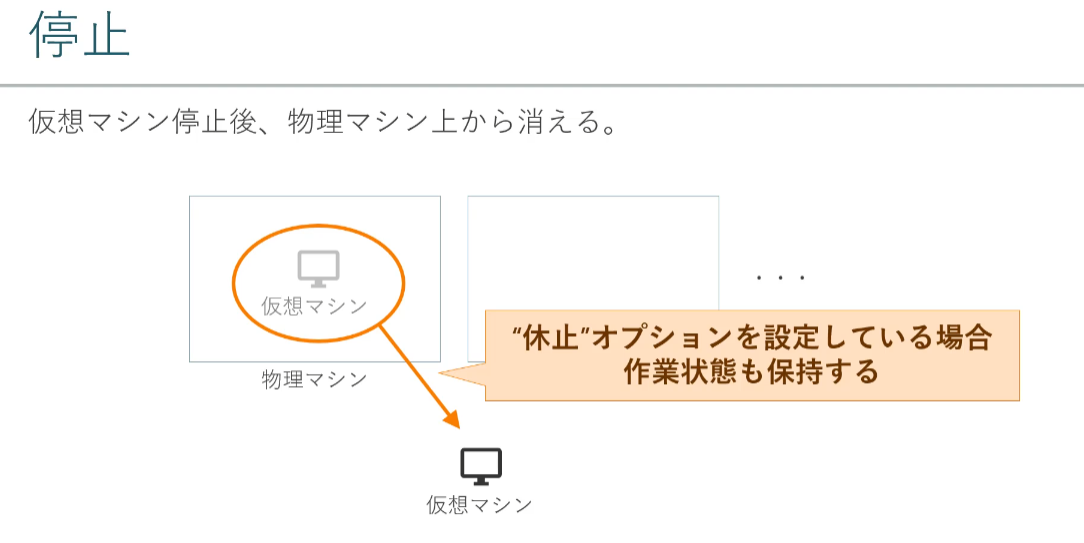 停止
仮想マシン停止後、物理マシン上から消える。
仮想マシン
・・・
物理マシン
“休止”オプションを設定している場合
作業状態も保持する
仮想マシン